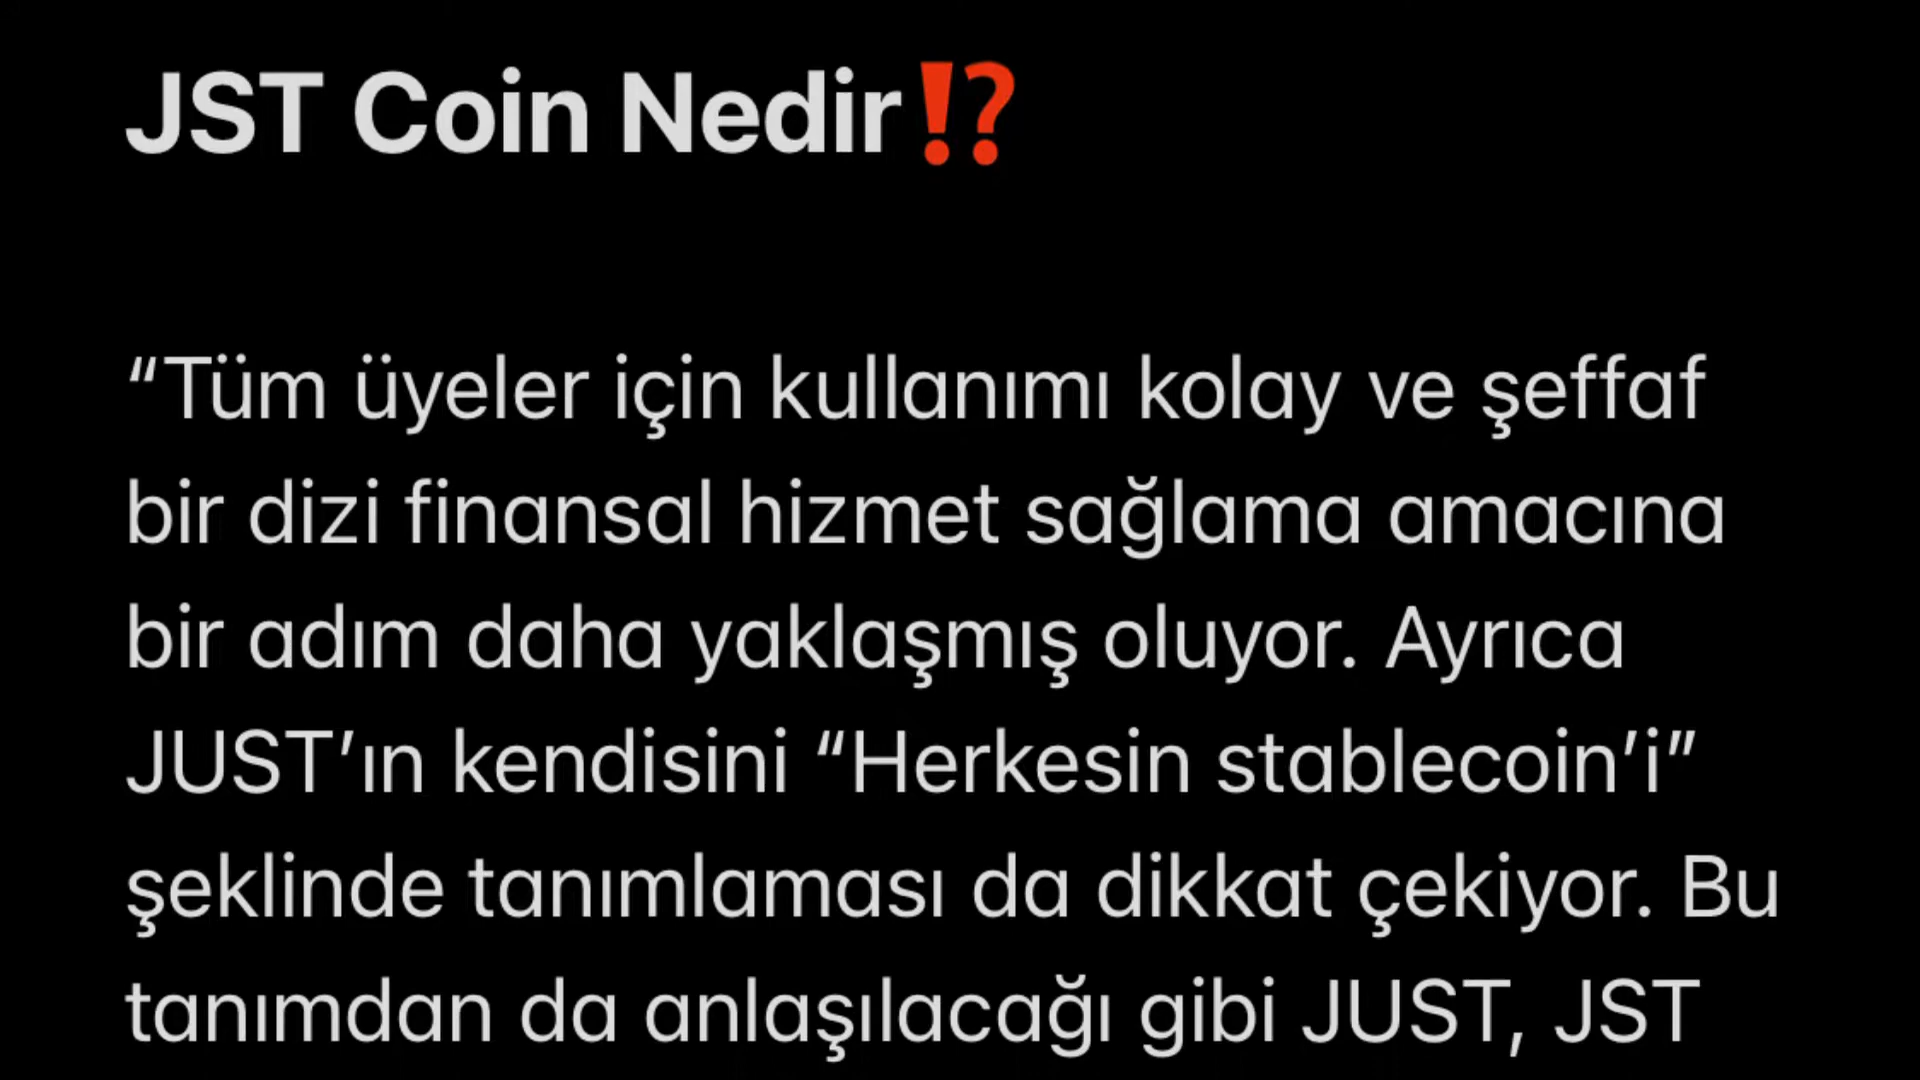 JST Coin Nedir⁉️
“Tüm üyeler için kullanımı kolay ve şeffaf
bir dizi finansal hizmet sağlama amacına
bir adım daha yaklaşmış oluyor. Ayrıca
JUST’ın kendisini “Herkesin stablecoin’i”
şeklinde tanımlaması da dikkat çekiyor. Bu
tanımdan da anlaşılacağı gibi JUST, JST